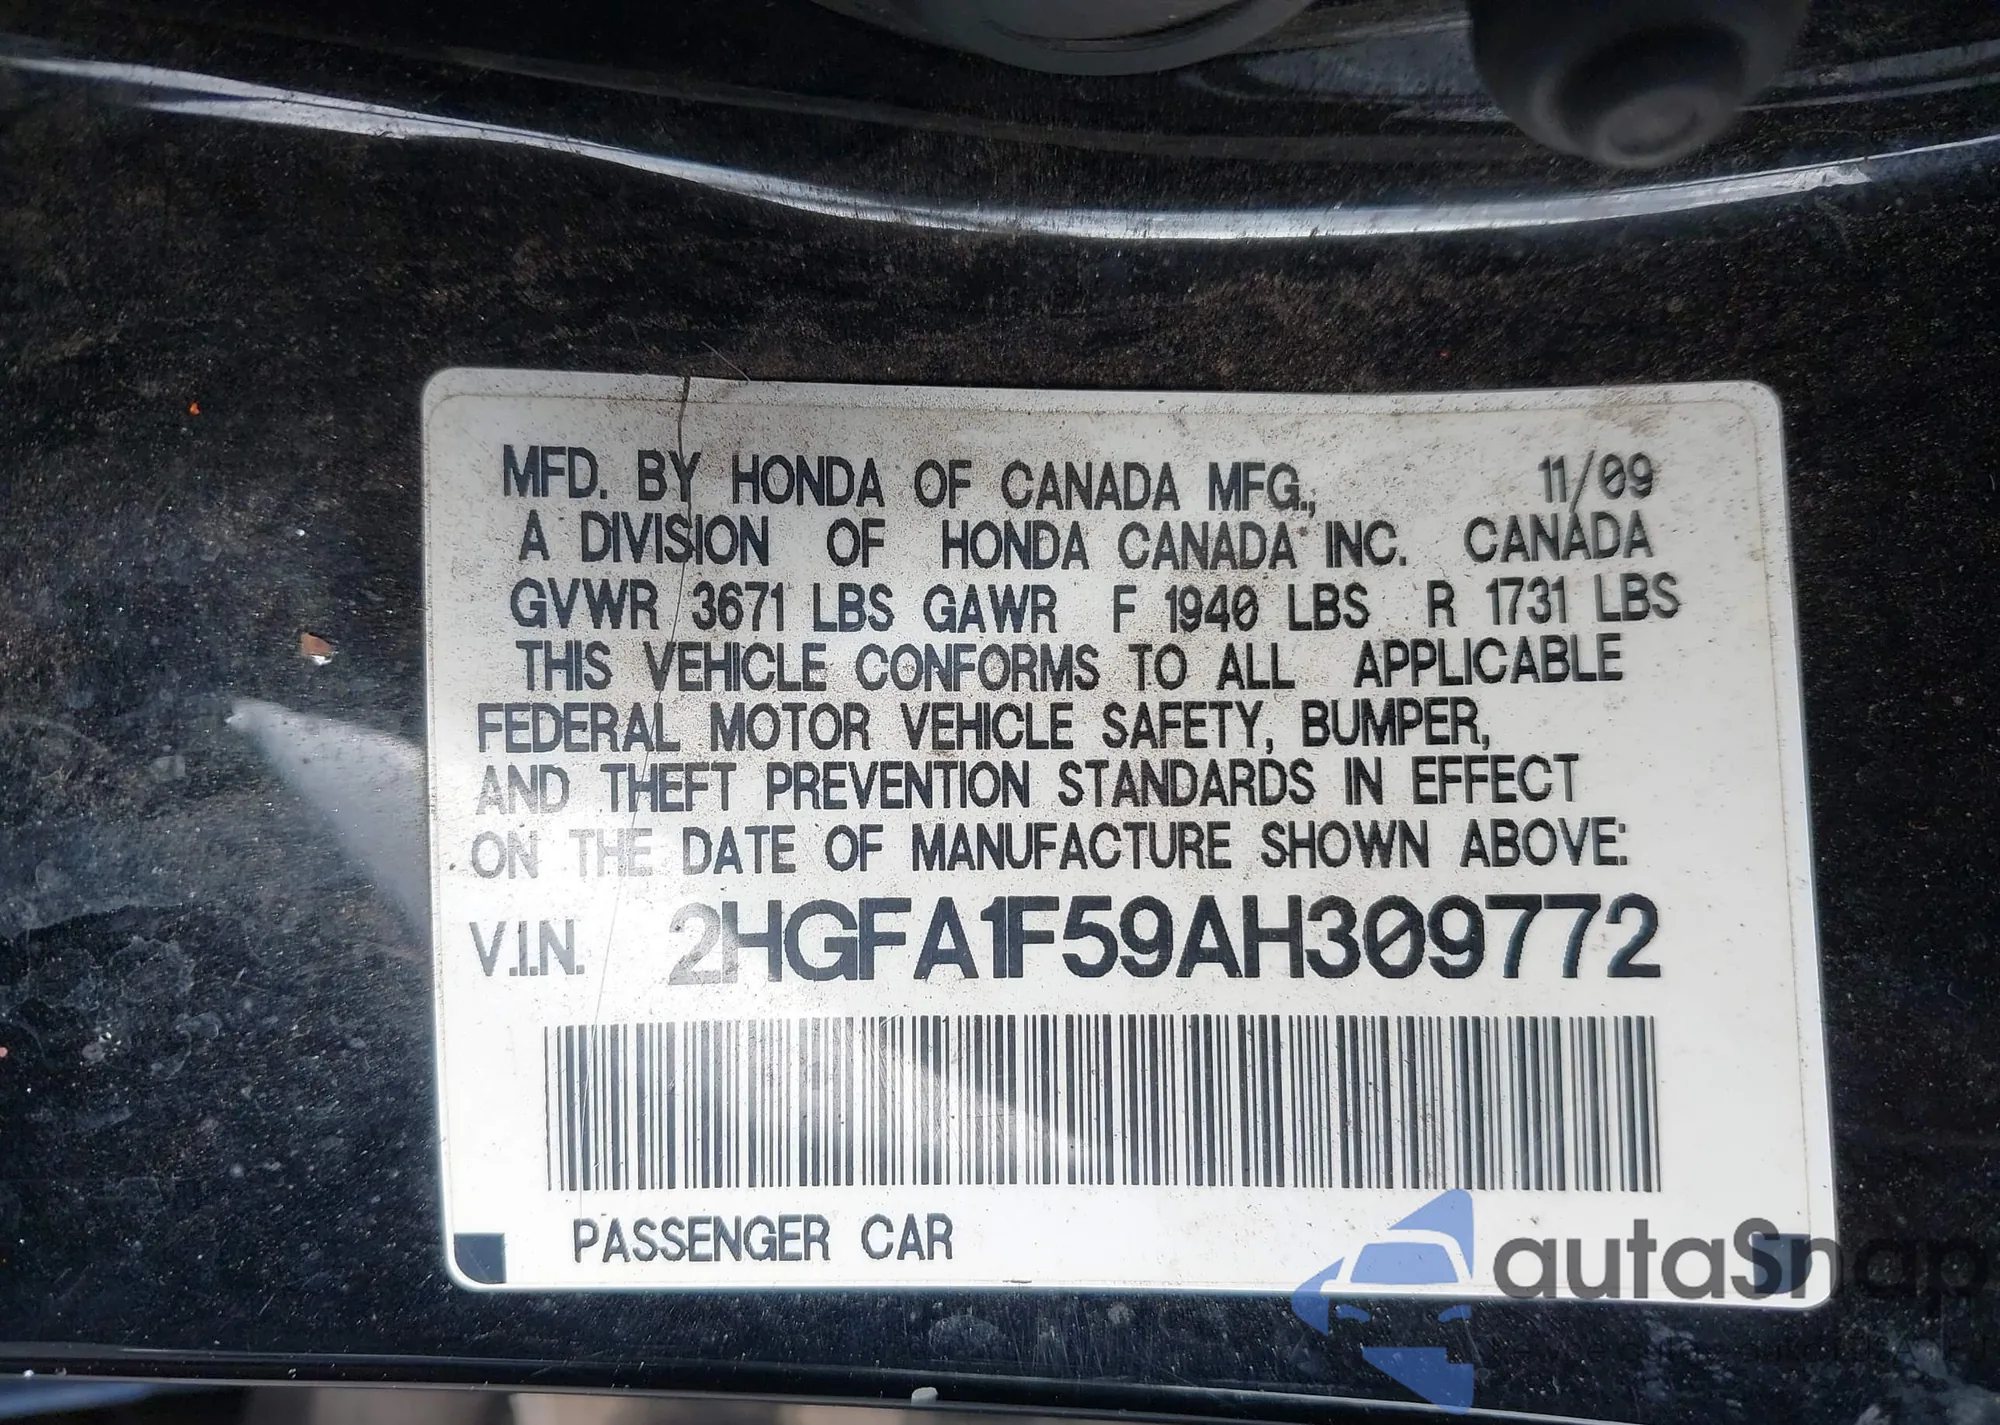 MFD. BY HONDA OF CANADA MFG., 11/09
A DIVISION OF HONDA CANADA INC. CANADA
GVWR 3671 LBS GAWR F 1940 LBS R 1731 LBS
THIS VEHICLE CONFORMS TO ALL APPLICABLE
FEDERAL MOTOR VEHICLE SAFETY, BUMPER,
AND THEFT PREVENTION STANDARDS IN EFFECT
ON THE DATE OF MANUFACTURE SHOWN ABOVE:
V.I.N. 2HGFA1F59AH309772
PASSENGER CAR
autaSnap